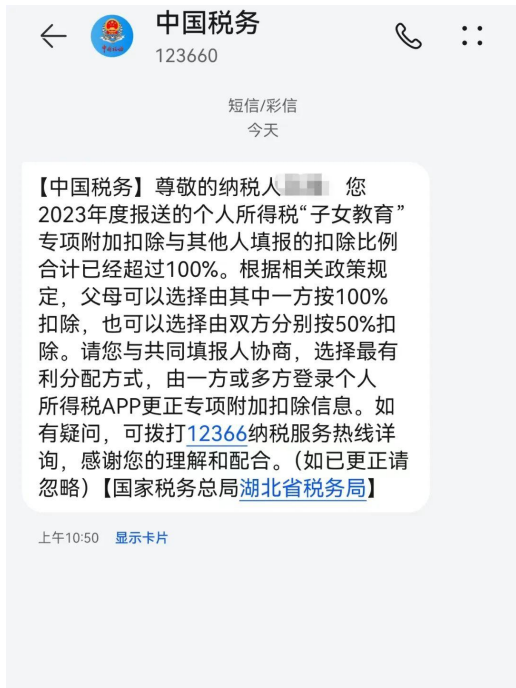 中国税务
123660
短信/彩信
今天
【中国税务】尊敬的纳税人 您
2023年度报送的个人所得税“子女教育”
专项附加扣除与其他人填报的扣除比例
合计已经超过100%。根据相关政策规
定，父母可以选择由其中一方按100%
扣除，也可以选择由双方分别按50%扣
除。请您与共同填报人协商，选择最有
利分配方式，由一方或多方登录个人
所得税APP更正专项附加扣除信息。如
有疑问，可拨打12366纳税服务热线详
询，感谢您的理解和配合。（如已更正请
忽略）【国家税务总局湖北省税务局】
上午10:50 显示卡片